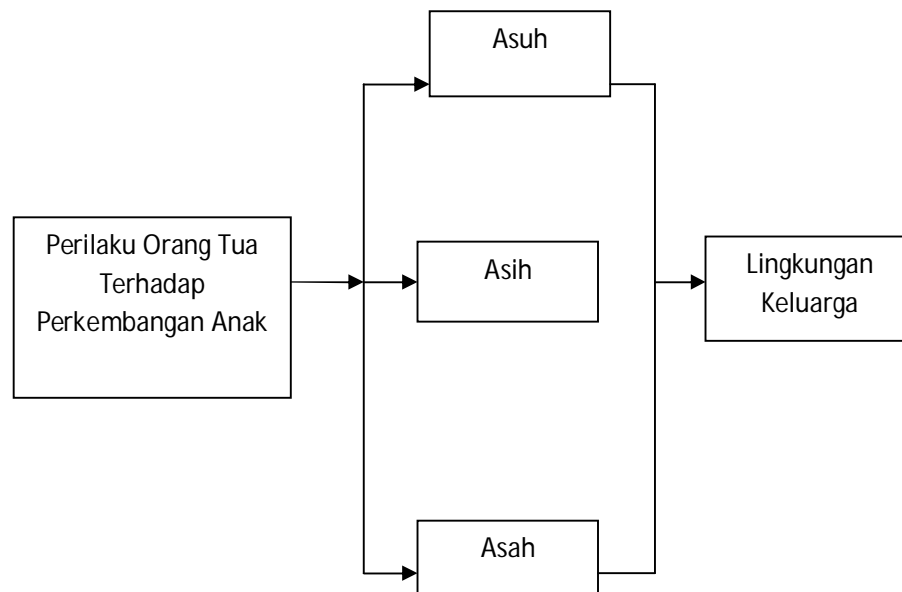 Asuh
Perilaku Orang Tua
Terhadap
Perkembangan Anak
Asih
Lingkungan
Keluarga
Asah